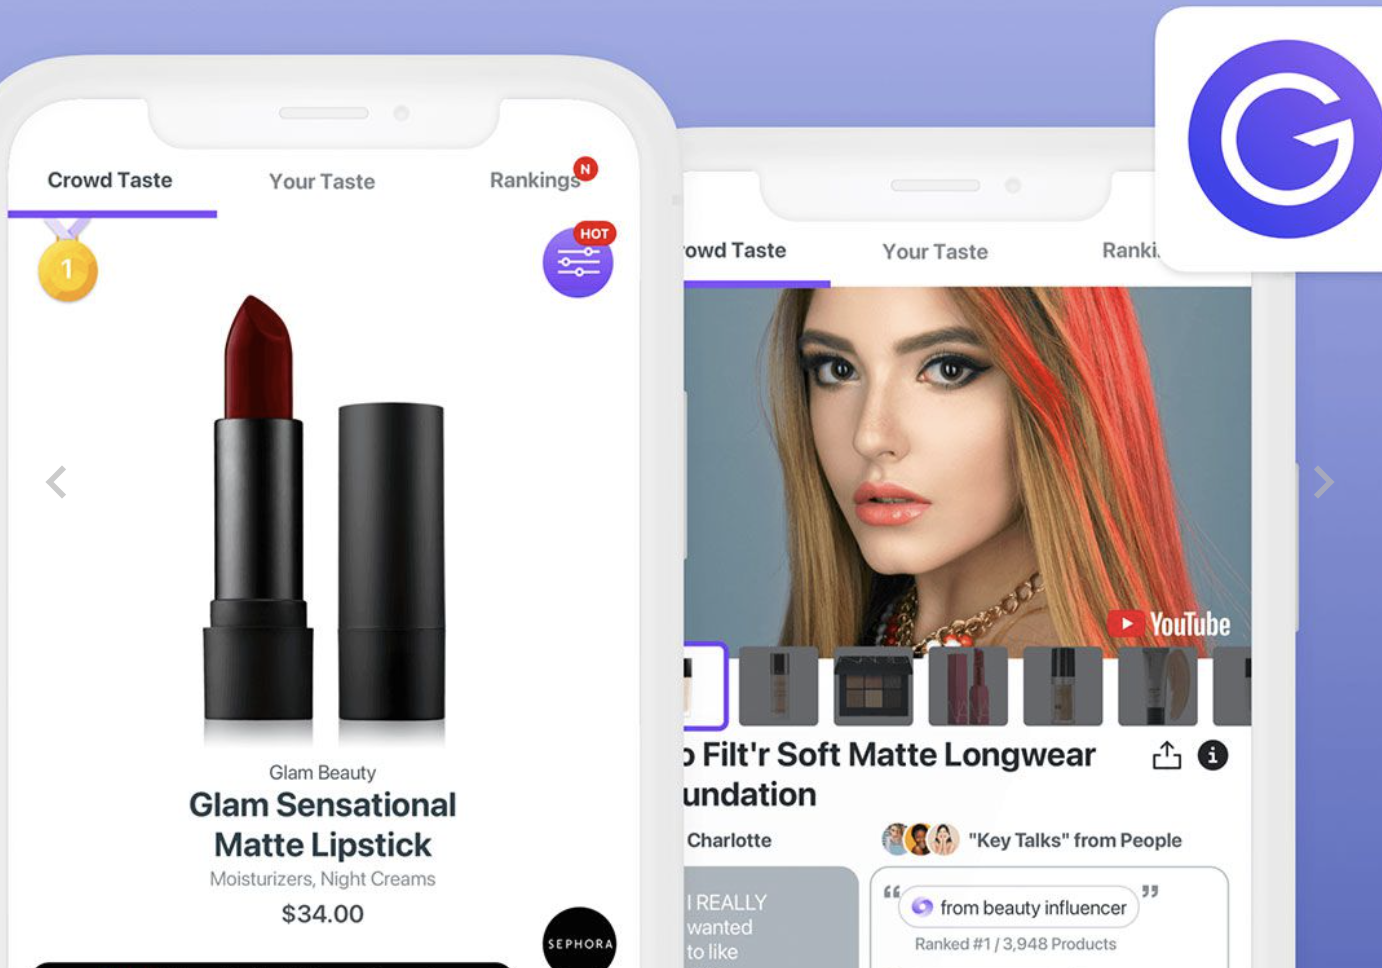 Crowd Taste
Your Taste
Rankings
N
1
HOT
Glam Beauty
Glam Sensational
Matte Lipstick
Moisturizers, Night Creams
$34.00
SEPHORA
G
rowd Taste
Your Taste
Ranki
YouTube
o Filt'r Soft Matte Longwear
undation
Charlotte
"Key Talks" from People
I REALLY
wanted
to like
“ from beauty influencer ”
Ranked #1 / 3,948 Products